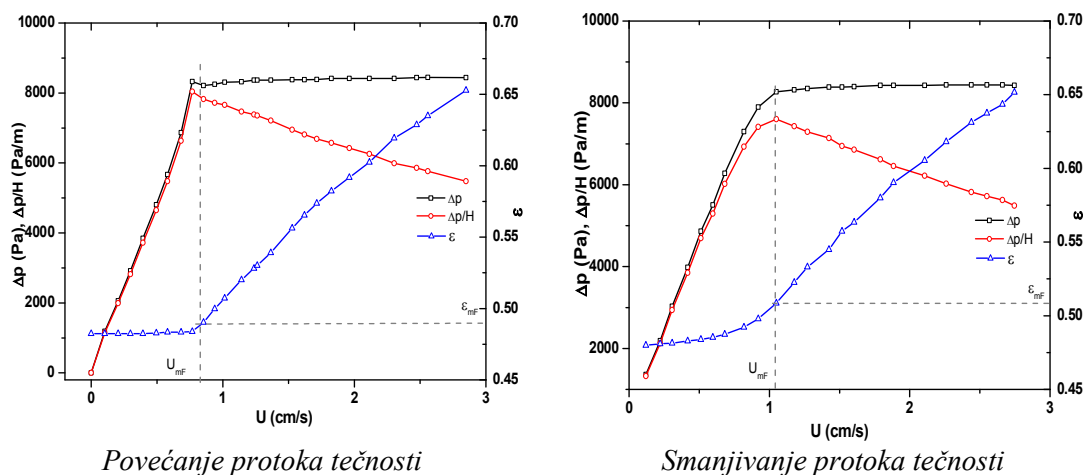 10000
8000
6000
4000
2000
0
Δp (Pa), Δp/H (Pa/m)
0.70
0.65
0.60
0.55
0.50
0.45
ε
Δp
Δp/H
ε
ε_mF
U_mF
0 1 2 3
U (cm/s)
Povećanje protoka tečnosti
10000
8000
6000
4000
2000
Δp (Pa), Δp/H (Pa/m)
0.70
0.65
0.60
0.55
0.50
0.45
ε
Δp
Δp/H
ε
ε_mF
U_mF
0 1 2 3
U (cm/s)
Smanjivanje protoka tečnosti